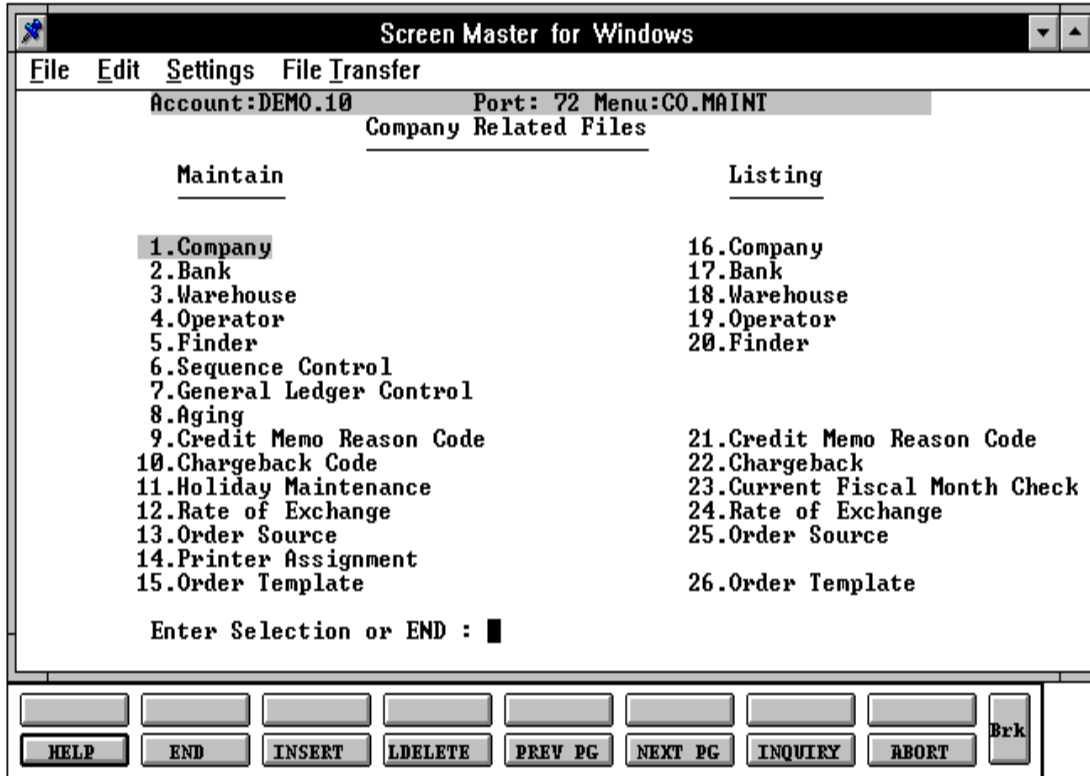 Screen Master for Windows
File Edit Settings File Transfer
Account:DEMO.10 Port: 72 Menu:CO.MAINT
Company Related Files
Maintain Listing
1.Company 16.Company
2.Bank 17.Bank
3.Warehouse 18.Warehouse
4.Operator 19.Operator
5.Finder 20.Finder
6.Sequence Control
7.General Ledger Control
8.Aging
9.Credit Memo Reason Code 21.Credit Memo Reason Code
10.Chargeback Code 22.Chargeback
11.Holiday Maintenance 23.Current Fiscal Month Check
12.Rate of Exchange 24.Rate of Exchange
13.Order Source 25.Order Source
14.Printer Assignment
15.Order Template 26.Order Template
Enter Selection or END :
Brk
HELP END INSERT LDELETE PREV PG NEXT PG INQUIRY ABORT